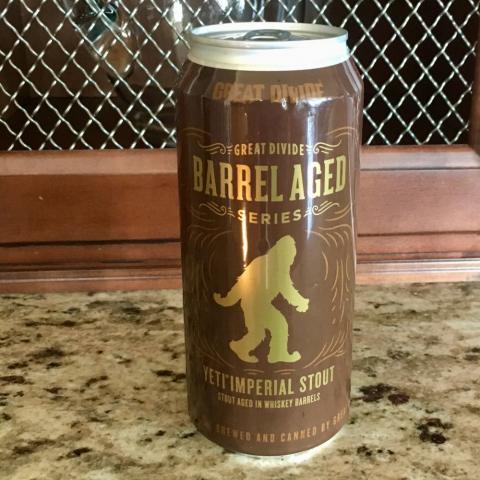 GREAT DIVIDE
GREAT DIVIDE
BARREL AGED
SERIES
YETI® IMPERIAL STOUT
STOUT AGED IN WHISKEY BARRELS
BREWED AND CANNED BY